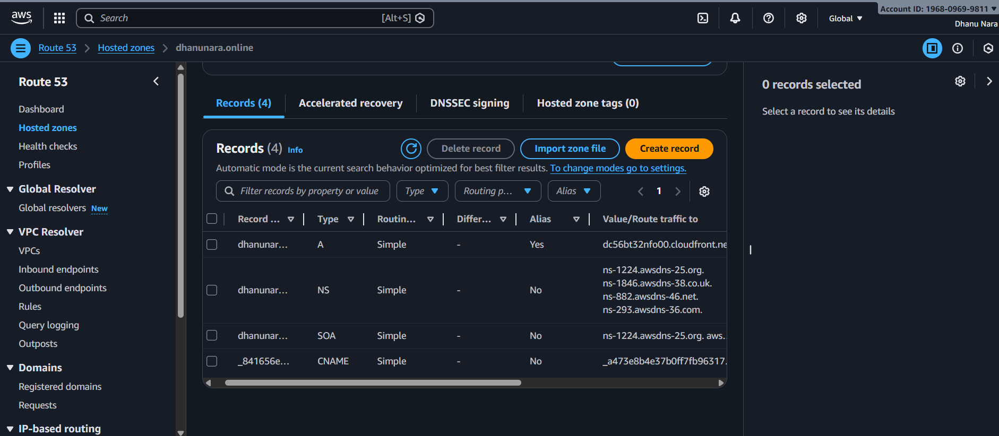 aws
Search
[Alt+S]
Global
Account ID: 1968-0969-9811
Dhanu Nara
Route 53
Hosted zones
dhanunara.online
Route 53
Dashboard
Hosted zones
Health checks
Profiles
Global Resolver
Global resolvers New
VPC Resolver
VPCs
Inbound endpoints
Outbound endpoints
Rules
Query logging
Outposts
Domains
Registered domains
Requests
IP-based routing
Records (4)
Accelerated recovery
DNSSEC signing
Hosted zone tags (0)
Records (4) Info
Delete record
Import zone file
Create record
Automatic mode is the current search behavior optimized for best filter results. To change modes go to settings.
Filter records by property or value
Type
Routing p...
Alias
1
Record ... Type Routin... Differ... Alias Value/Route traffic to
dhanunar... A Simple - Yes dc56bt32nfo00.cloudfront.ne
dhanunar... NS Simple - No
ns-1224.awsdns-25.org.
ns-1846.awsdns-38.co.uk.
ns-882.awsdns-46.net.
ns-293.awsdns-36.com.
dhanunar... SOA Simple - No ns-1224.awsdns-25.org. aws.
_841656e... CNAME Simple - No _a473e8b4e37b0ff7fb96317.
0 records selected
Select a record to see its details